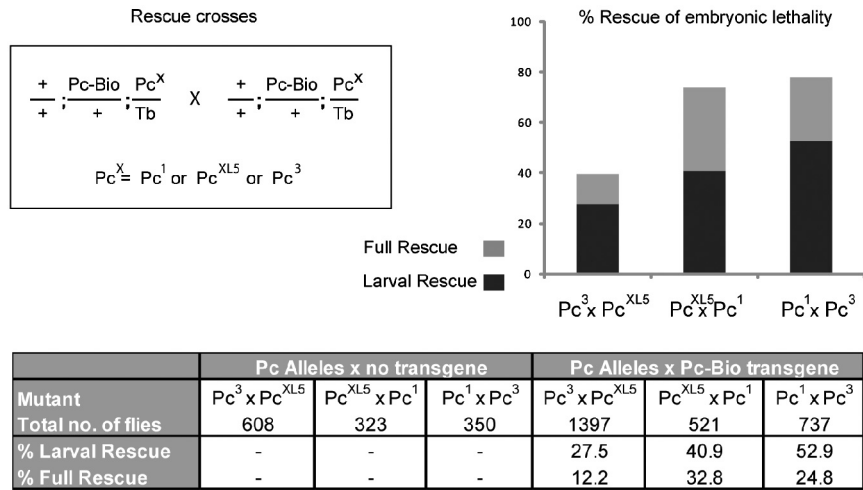 Rescue crosses
+ Pc-Bio Pc^X + Pc-Bio Pc^X
— ; — ; — X — ; — ; —
+ + Tb + + Tb
Pc^X= Pc^1 or Pc^XL5 or Pc^3
% Rescue of embryonic lethality
100
80
60
40
20
0
Full Rescue
Larval Rescue
Pc^3 x Pc^XL5 Pc^XL5 x Pc^1 Pc^1 x Pc^3
Pc Alleles x no transgene Pc Alleles x Pc-Bio transgene
Mutant Pc^3 x Pc^XL5 Pc^XL5 x Pc^1 Pc^1 x Pc^3 Pc^3 x Pc^XL5 Pc^XL5 x Pc^1 Pc^1 x Pc^3
Total no. of flies 608 323 350 1397 521 737
% Larval Rescue - - - 27.5 40.9 52.9
% Full Rescue - - - 12.2 32.8 24.8